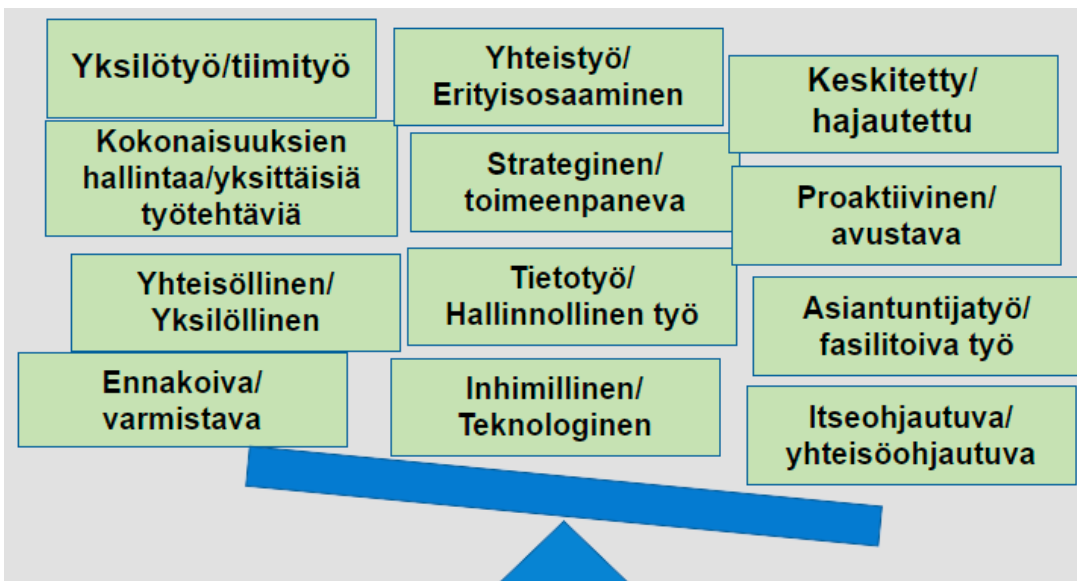 Yksilötyö/tiimityö
Kokonaisuuksien
hallintaa/yksittäisiä
työtehtäviä
Yhteisöllinen/
Yksilöllinen
Ennakoiva/
varmistava
Yhteistyö/
Erityisosaaminen
Strateginen/
toimeenpaneva
Tietotyö/
Hallinnollinen työ
Inhimillinen/
Teknologinen
Keskitetty/
hajautettu
Proaktiivinen/
avustava
Asiantuntijatyö/
fasilitoiva työ
Itseohjautuva/
yhteisöohjautuva